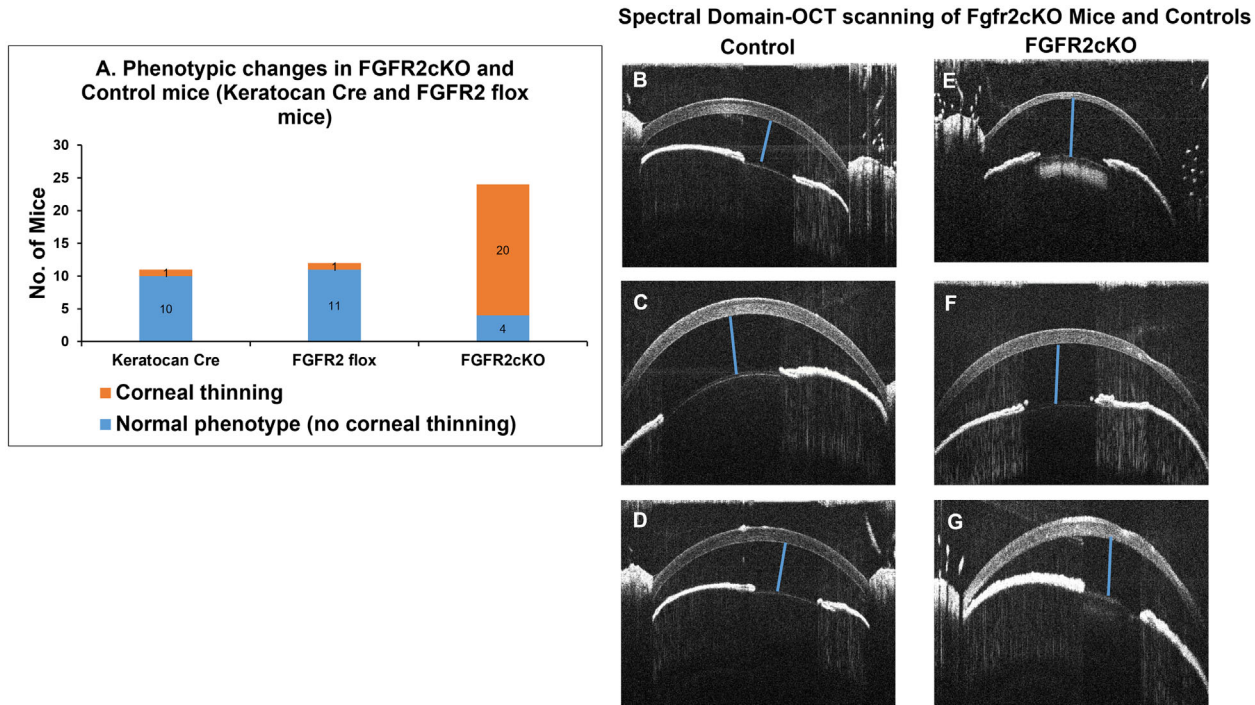 Spectral Domain-OCT scanning of Fgfr2cKO Mice and Controls
A. Phenotypic changes in FGFR2cKO and
Control mice (Keratocan Cre and FGFR2 flox
mice)
No. of Mice
30
25
20
15
10
5
0
1
10
1
11
20
4
Keratocan Cre
FGFR2 flox
FGFR2cKO
Corneal thinning
Normal phenotype (no corneal thinning)
Control
B
C
D
FGFR2cKO
E
F
G